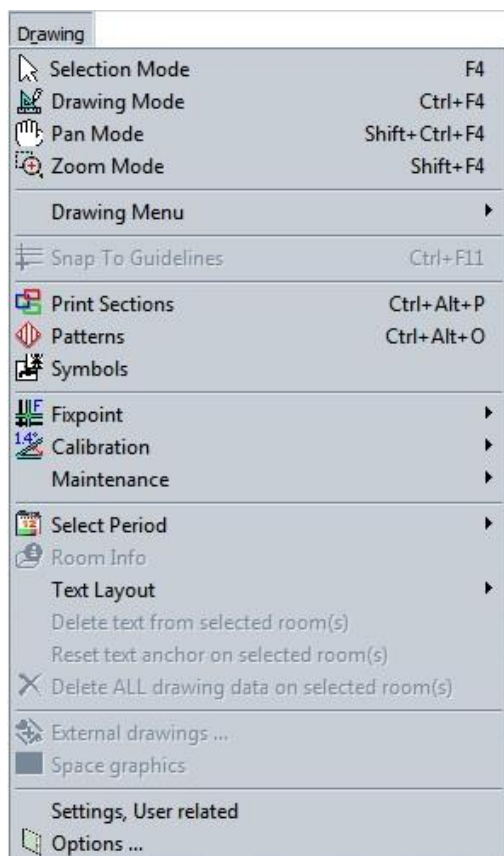 Drawing
Selection Mode F4
Drawing Mode Ctrl+F4
Pan Mode Shift+Ctrl+F4
Zoom Mode Shift+F4
Drawing Menu
Snap To Guidelines Ctrl+F11
Print Sections Ctrl+Alt+P
Patterns Ctrl+Alt+O
Symbols
F Fixpoint
1.4° Calibration
Maintenance
12 Select Period
Room Info
Text Layout
Delete text from selected room(s)
Reset text anchor on selected room(s)
Delete ALL drawing data on selected room(s)
External drawings ...
Space graphics
Settings, User related
Options ...